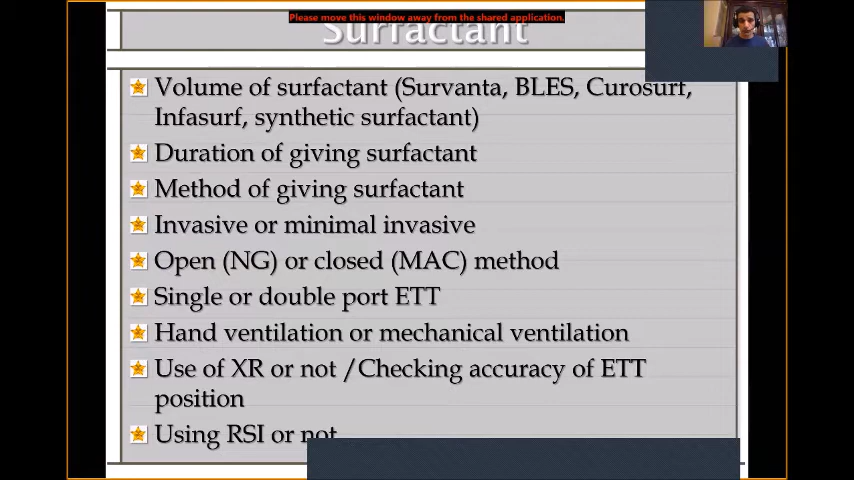 Please move this window away from the shared application.
Surfactant
Volume of surfactant (Survanta, BLES, Curosurf,
Infasurf, synthetic surfactant)
Duration of giving surfactant
Method of giving surfactant
Invasive or minimal invasive
Open (NG) or closed (MAC) method
Single or double port ETT
Hand ventilation or mechanical ventilation
Use of XR or not /Checking accuracy of ETT
position
Using RSI or not